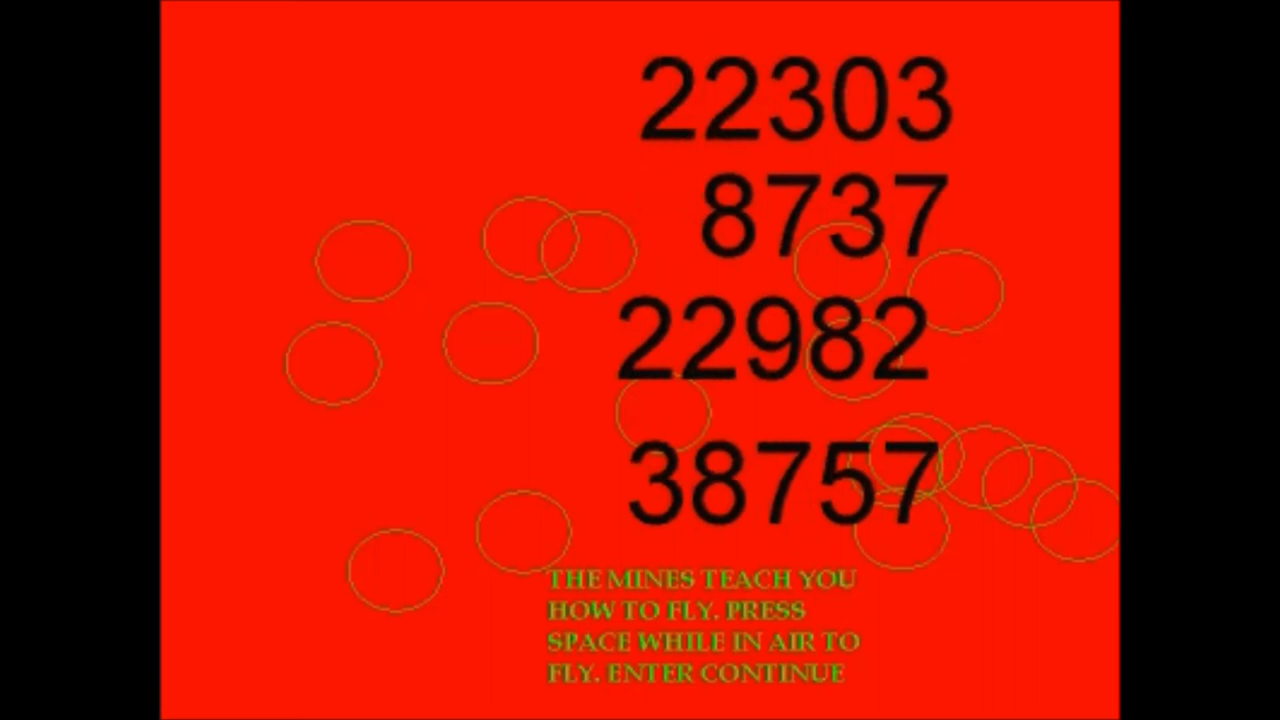 22303
8737
22982
38757
THE MINES TEACH YOU
HOW TO FLY. PRESS
SPACE WHILE IN AIR TO
FLY. ENTER CONTINUE